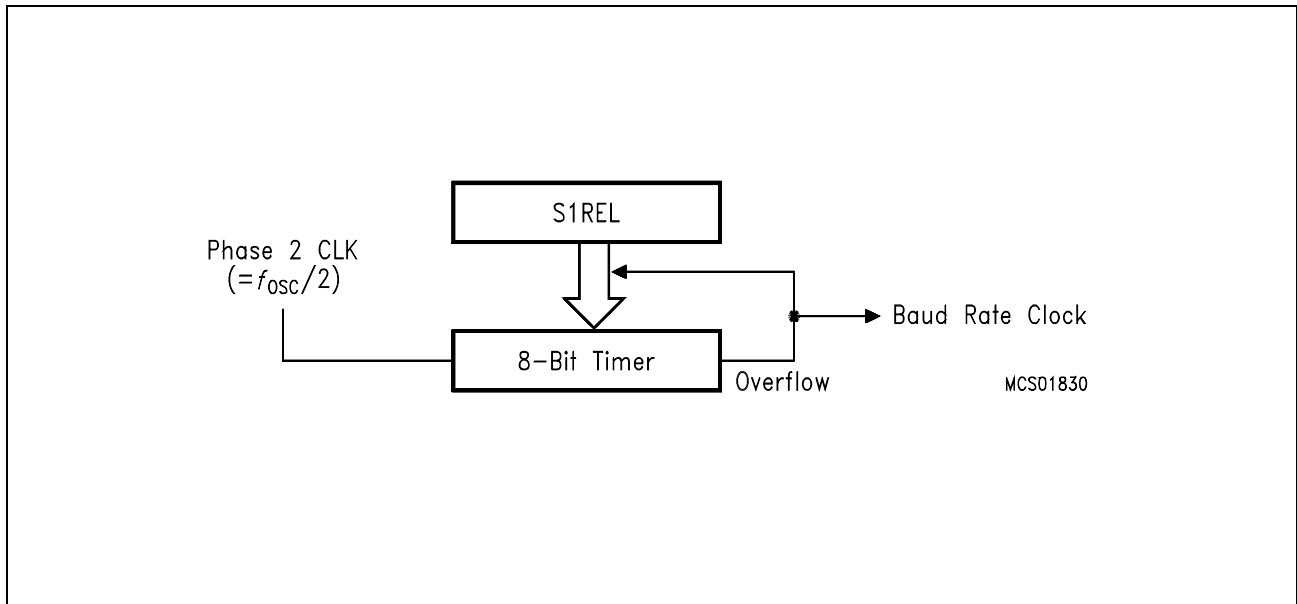 S1REL
Phase 2 CLK
(=fOSC/2)
Baud Rate Clock
8-Bit Timer
Overflow
MCS01830